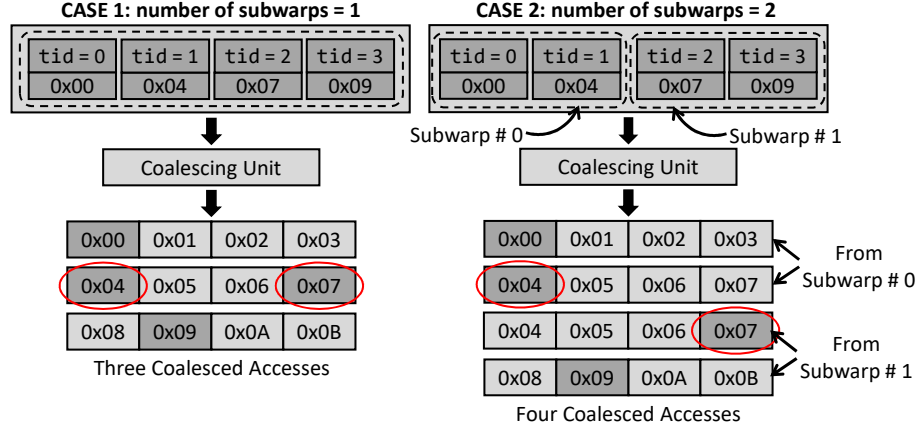 CASE 1: number of subwarps = 1
tid = 0 tid = 1 tid = 2 tid = 3
0x00 0x04 0x07 0x09
Coalescing Unit
0x00 0x01 0x02 0x03
0x04 0x05 0x06 0x07
0x08 0x09 0x0A 0x0B
Three Coalesced Accesses
CASE 2: number of subwarps = 2
tid = 0 tid = 1 tid = 2 tid = 3
0x00 0x04 0x07 0x09
Subwarp # 0 Subwarp # 1
Coalescing Unit
0x00 0x01 0x02 0x03
0x04 0x05 0x06 0x07
From
Subwarp # 0
0x04 0x05 0x06 0x07
0x08 0x09 0x0A 0x0B
From
Subwarp # 1
Four Coalesced Accesses